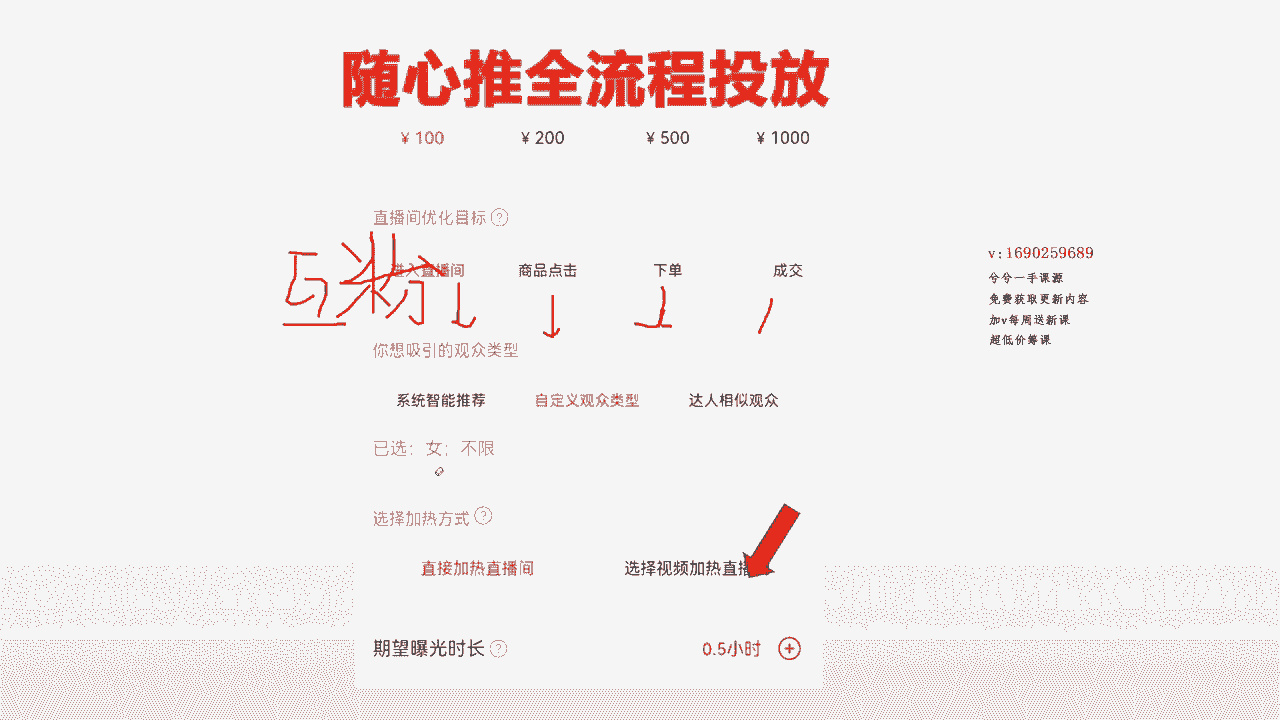 随心推全流程投放
¥ 100 ¥ 200 ¥ 500 ¥ 1000
直播间优化目标 ?
进入直播间 商品点击 下单 成交
你想吸引的观众类型
系统智能推荐 自定义观众类型 达人相似观众
已选：女；不限
选择加热方式 ?
直接加热直播间 选择视频加热直播
期望曝光时长 ? 0.5小时 +
v:1690259689
兮兮一手课源
免费获取更新内容
加v每周送新课
超低价筹课